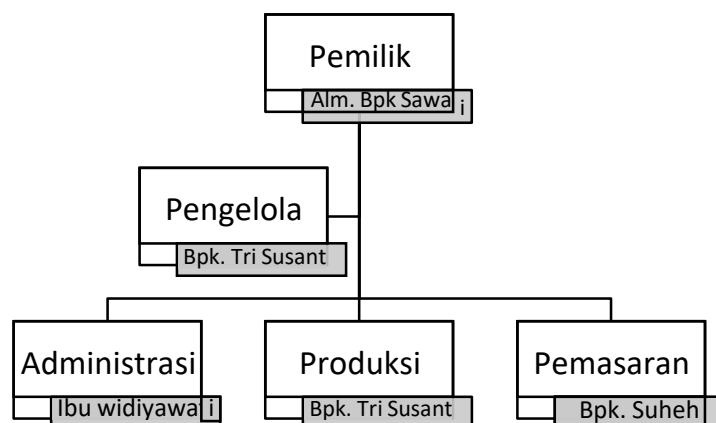 Pemilik
Alm. Bpk Sawa i
Pengelola
Bpk. Tri Susant
Administrasi
Ibu widiyawa i
Produksi
Bpk. Tri Susant
Pemasaran
Bpk. Suheh